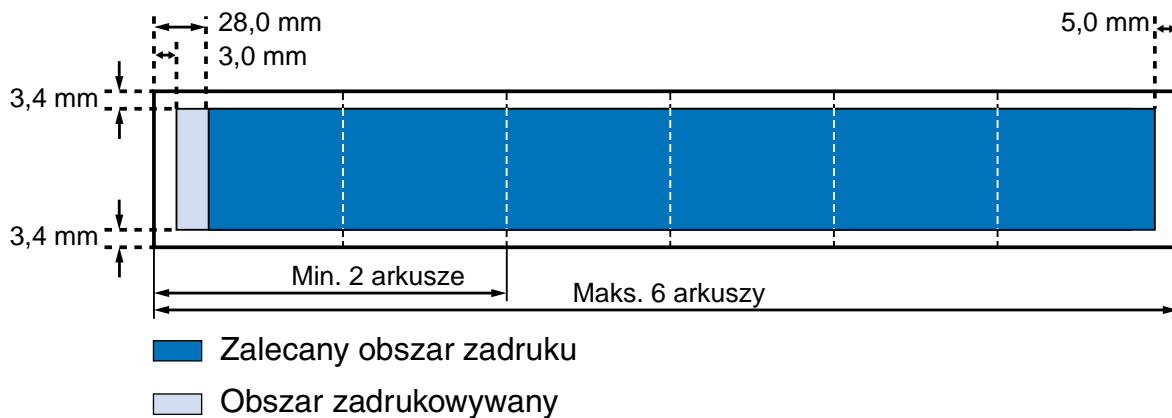 28,0 mm
5,0 mm
3,0 mm
3,4 mm
3,4 mm
Min. 2 arkusze
Maks. 6 arkuszy
Zalecany obszar zadruku
Obszar zadrukowywany